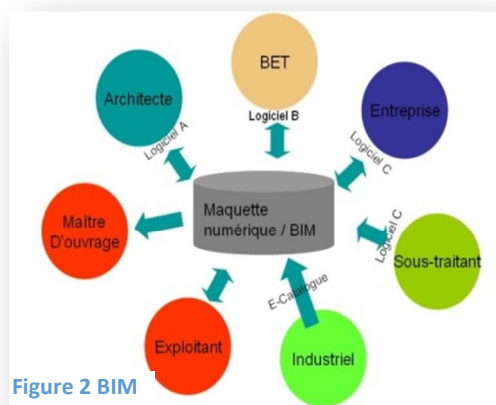 BET
Architecte
Logiciel B
Entreprise
Logiciel A
Logiciel C
Maquette
numérique / BIM
Maître
D'ouvrage
Logiciel C
Sous-traitant
E-Catalogue
Exploitant
Industriel
Figure 2 BIM